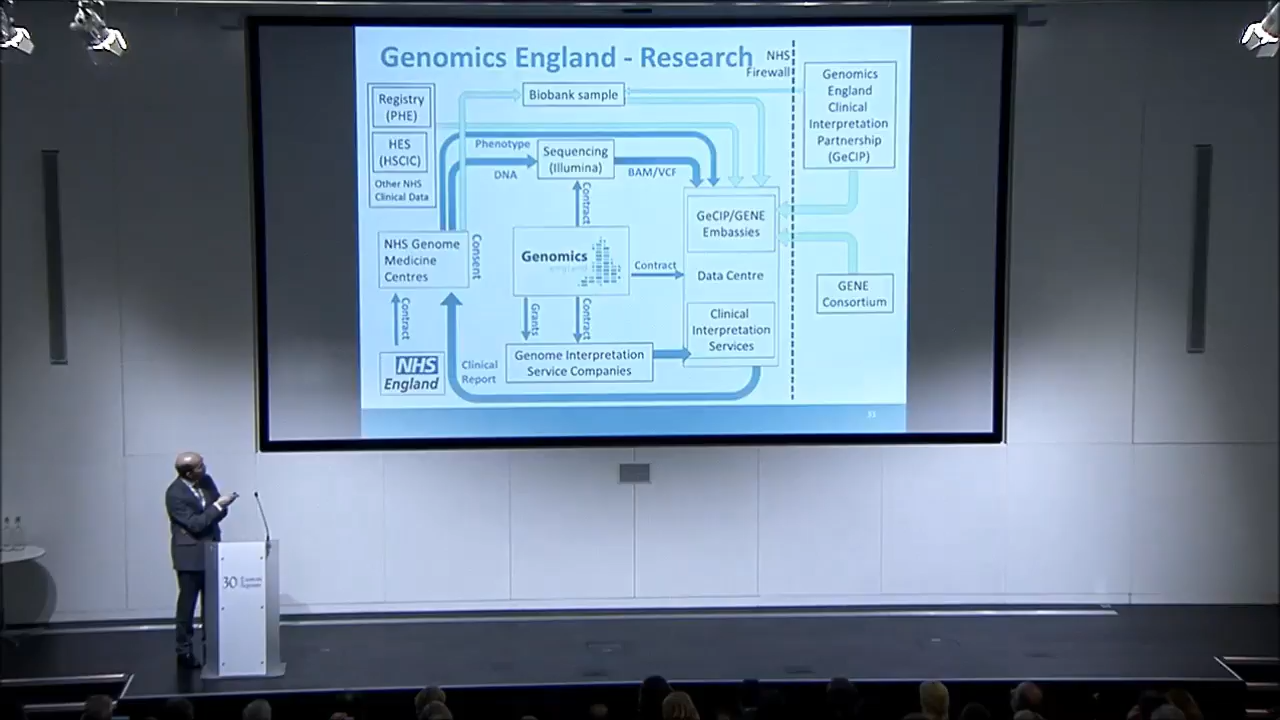 Genomics England - Research
NHS
Firewall
Registry
(PHE)
HES
(HSCIC)
Other NHS
Clinical Data
Biobank sample
Phenotype
DNA
Sequencing
(Illumina)
BAM/VCF
Genomics
England
Clinical
Interpretation
Partnership
(GeCIP)
Contract
GeCIP/GENE
Embassies
NHS Genome
Medicine
Centres
Consent
Genomics
england
Contract
Data Centre
GENE
Consortium
Contract
Grants
Contract
Clinical
Interpretation
Services
Genome Interpretation
Service Companies
NHS
England
Clinical
Report
31
30